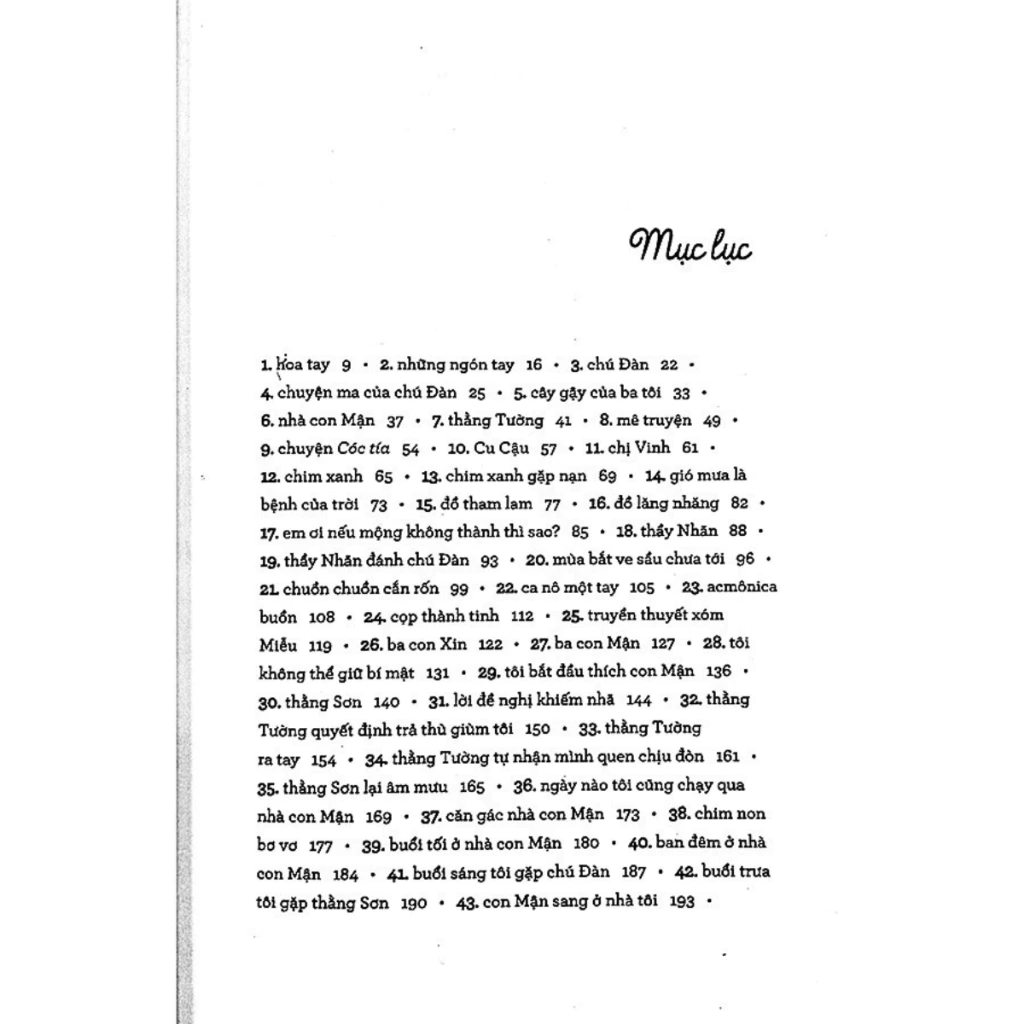 Mục lục
1. hoa tay 9 • 2. những ngón tay 16 • 3. chú Đàn 22 •
4. chuyện ma của chú Đàn 25 • 5. cây gậy của ba tôi 33 •
6. nhà con Mận 37 • 7. thằng Tường 41 • 8. mê truyện 49 •
9. chuyện Cóc tía 54 • 10. Cu Cậu 57 • 11. chị Vinh 61 •
12. chim xanh 65 • 13. chim xanh gặp nạn 69 • 14. gió mưa là
bệnh của trời 73 • 15. đồ tham lam 77 • 16. đồ lăng nhăng 82 •
17. em ơi nếu mộng không thành thì sao? 85 • 18. thầy Nhãn 88 •
19. thầy Nhãn đánh chú Đàn 93 • 20. mùa bắt ve sầu chưa tới 96 •
21. chuồn chuồn cắn rốn 99 • 22. ca nô một tay 105 • 23. acmônica
buồn 108 • 24. cọp thành tinh 112 • 25. truyền thuyết xóm
Miễu 119 • 26. ba con Xin 122 • 27. ba con Mận 127 • 28. tôi
không thể giữ bí mật 131 • 29. tôi bắt đầu thích con Mận 136 •
30. thằng Sơn 140 • 31. lời đề nghị khiếm nhã 144 • 32. thằng
Tường quyết định trả thù giùm tôi 150 • 33. thằng Tường
ra tay 154 • 34. thằng Tường tự nhận mình quen chịu đòn 161 •
35. thằng Sơn lại âm mưu 165 • 36. ngày nào tôi cũng chạy qua
nhà con Mận 169 • 37. căn gác nhà con Mận 173 • 38. chim non
bơ vơ 177 • 39. buổi tối ở nhà con Mận 180 • 40. ban đêm ở nhà
con Mận 184 • 41. buổi sáng tôi gặp chú Đàn 187 • 42. buổi trưa
tôi gặp thằng Sơn 190 • 43. con Mận sang ở nhà tôi 193 •